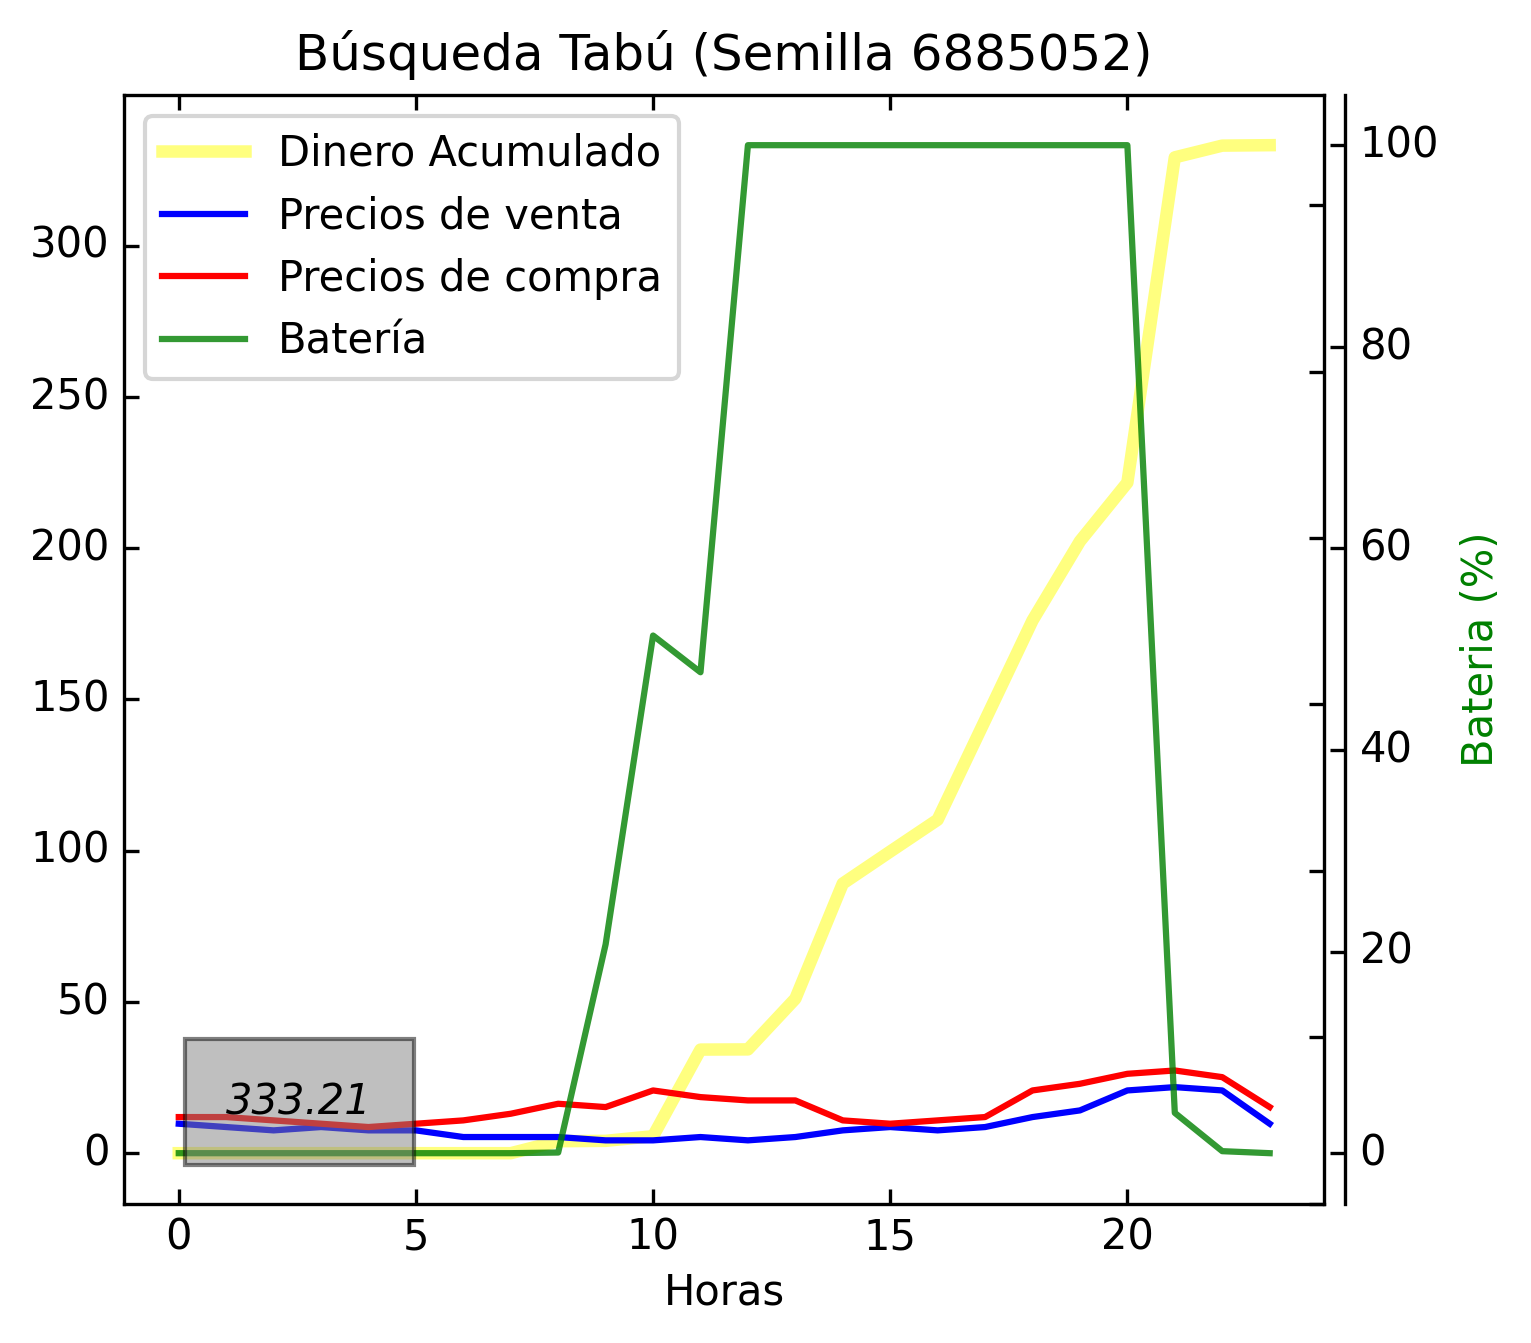 Búsqueda Tabú (Semilla 6885052)
Dinero Acumulado
Precios de venta
Precios de compra
Batería
300
250
200
150
100
50
0
333.21
0
5
10
15
20
Horas
100
80
60
40
20
0
Bateria (%)